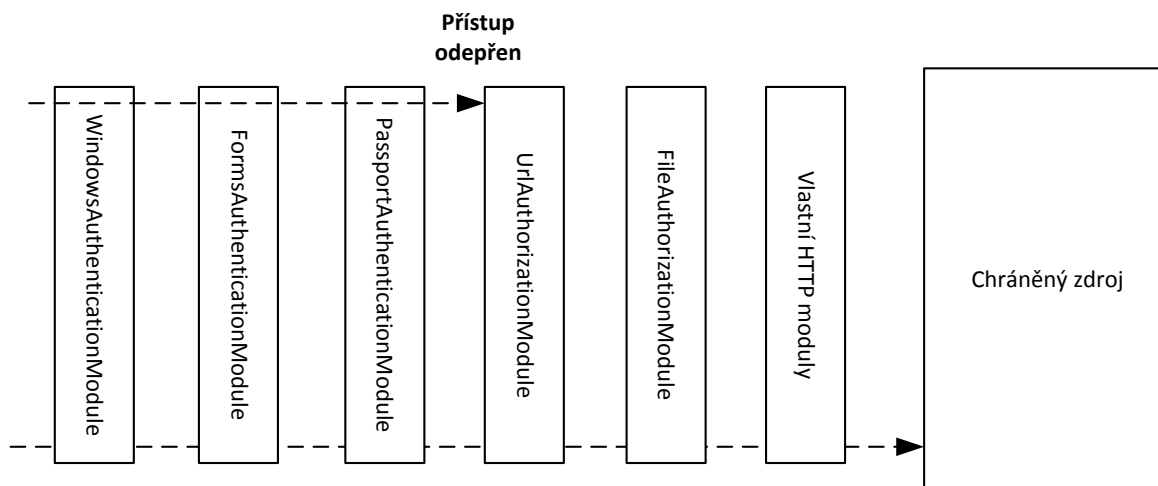 Přístup
odepřen
WindowsAuthenticationModule
FormsAuthenticationModule
PassportAuthenticationModule
UrlAuthorizationModule
FileAuthorizationModule
Vlastní HTTP moduly
Chráněný zdroj